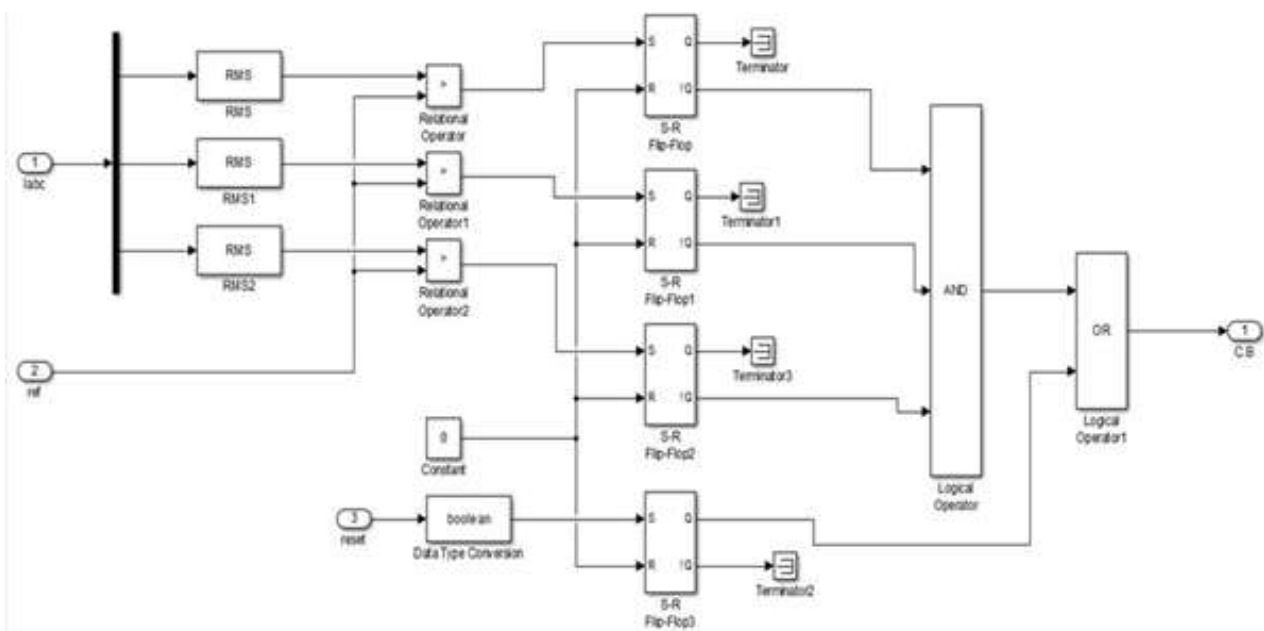 S
Q
Terminator
RMS
RMS
>
R
!Q
Relational
Operator
S-R
Flip-Flop
1
Iabc
RMS
RMS1
>
Relational
Operator1
S
Q
Terminator1
R
!Q
S-R
Flip-Flop1
RMS
RMS2
>
Relational
Operator2
AND
OR
1
C.B
S
Q
Terminator3
2
ref
R
!Q
S-R
Flip-Flop2
Logical
Operator1
0
Constant
Logical
Operator
3
reset
boolean
Data Type Conversion
S
Q
R
!Q
Terminator2
S-R
Flip-Flop3